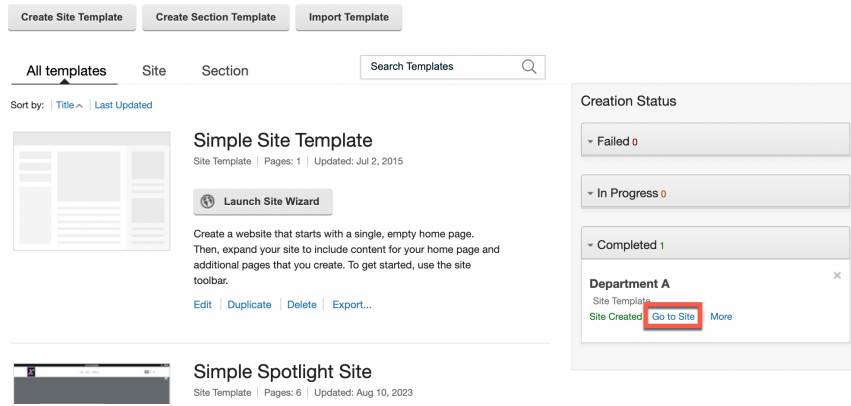 Create Site Template
Create Section Template
Import Template
All templates
Site
Section
Search Templates
Sort by: Title Last Updated
Simple Site Template
Site Template Pages: 1 Updated: Jul 2, 2015
Launch Site Wizard
Create a website that starts with a single, empty home page.
Then, expand your site to include content for your home page and
additional pages that you create. To get started, use the site
toolbar.
Edit Duplicate Delete Export...
Simple Spotlight Site
Site Template Pages: 6 Updated: Aug 10, 2023
Creation Status
Failed 0
In Progress 0
Completed 1
Department A
Site Template
Site Created Go to Site More